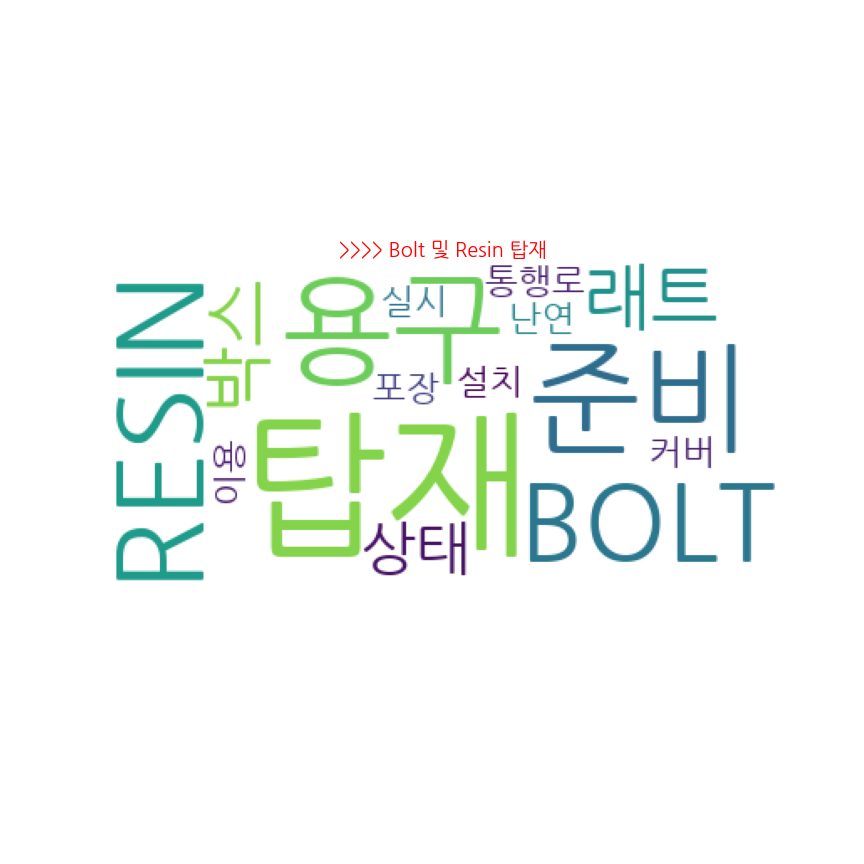 >>>> Bolt 및 Resin 탑재
RESIN
박스
용구
실시
통행로
난연
래트
포장
설치
준비
이용
탑재
커버
상태
BOLT